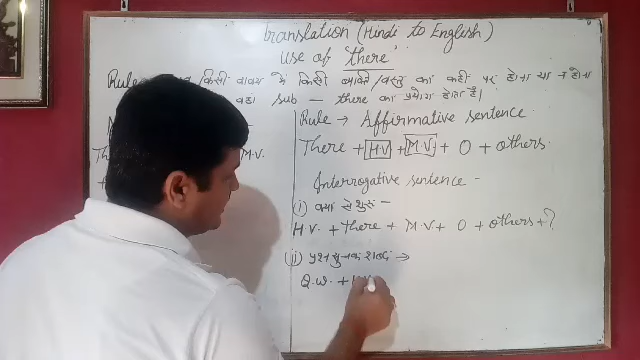 Translation (Hindi to English)
use of 'there'
Rule किसी वाक्य में किसी व्यक्ति/वस्तु का कहीं पर होना या न होना
वहां sub — there का प्रयोग होता है।
Rule → Affirmative sentence
There + H.V + M.V. + O + others.
M.V.
Interrogative sentence -
(i) क्या से शुरू -
H.V. + there + M.V + O + others + ?
(ii) प्रश्न सूचक शब्द →
Q.W. +